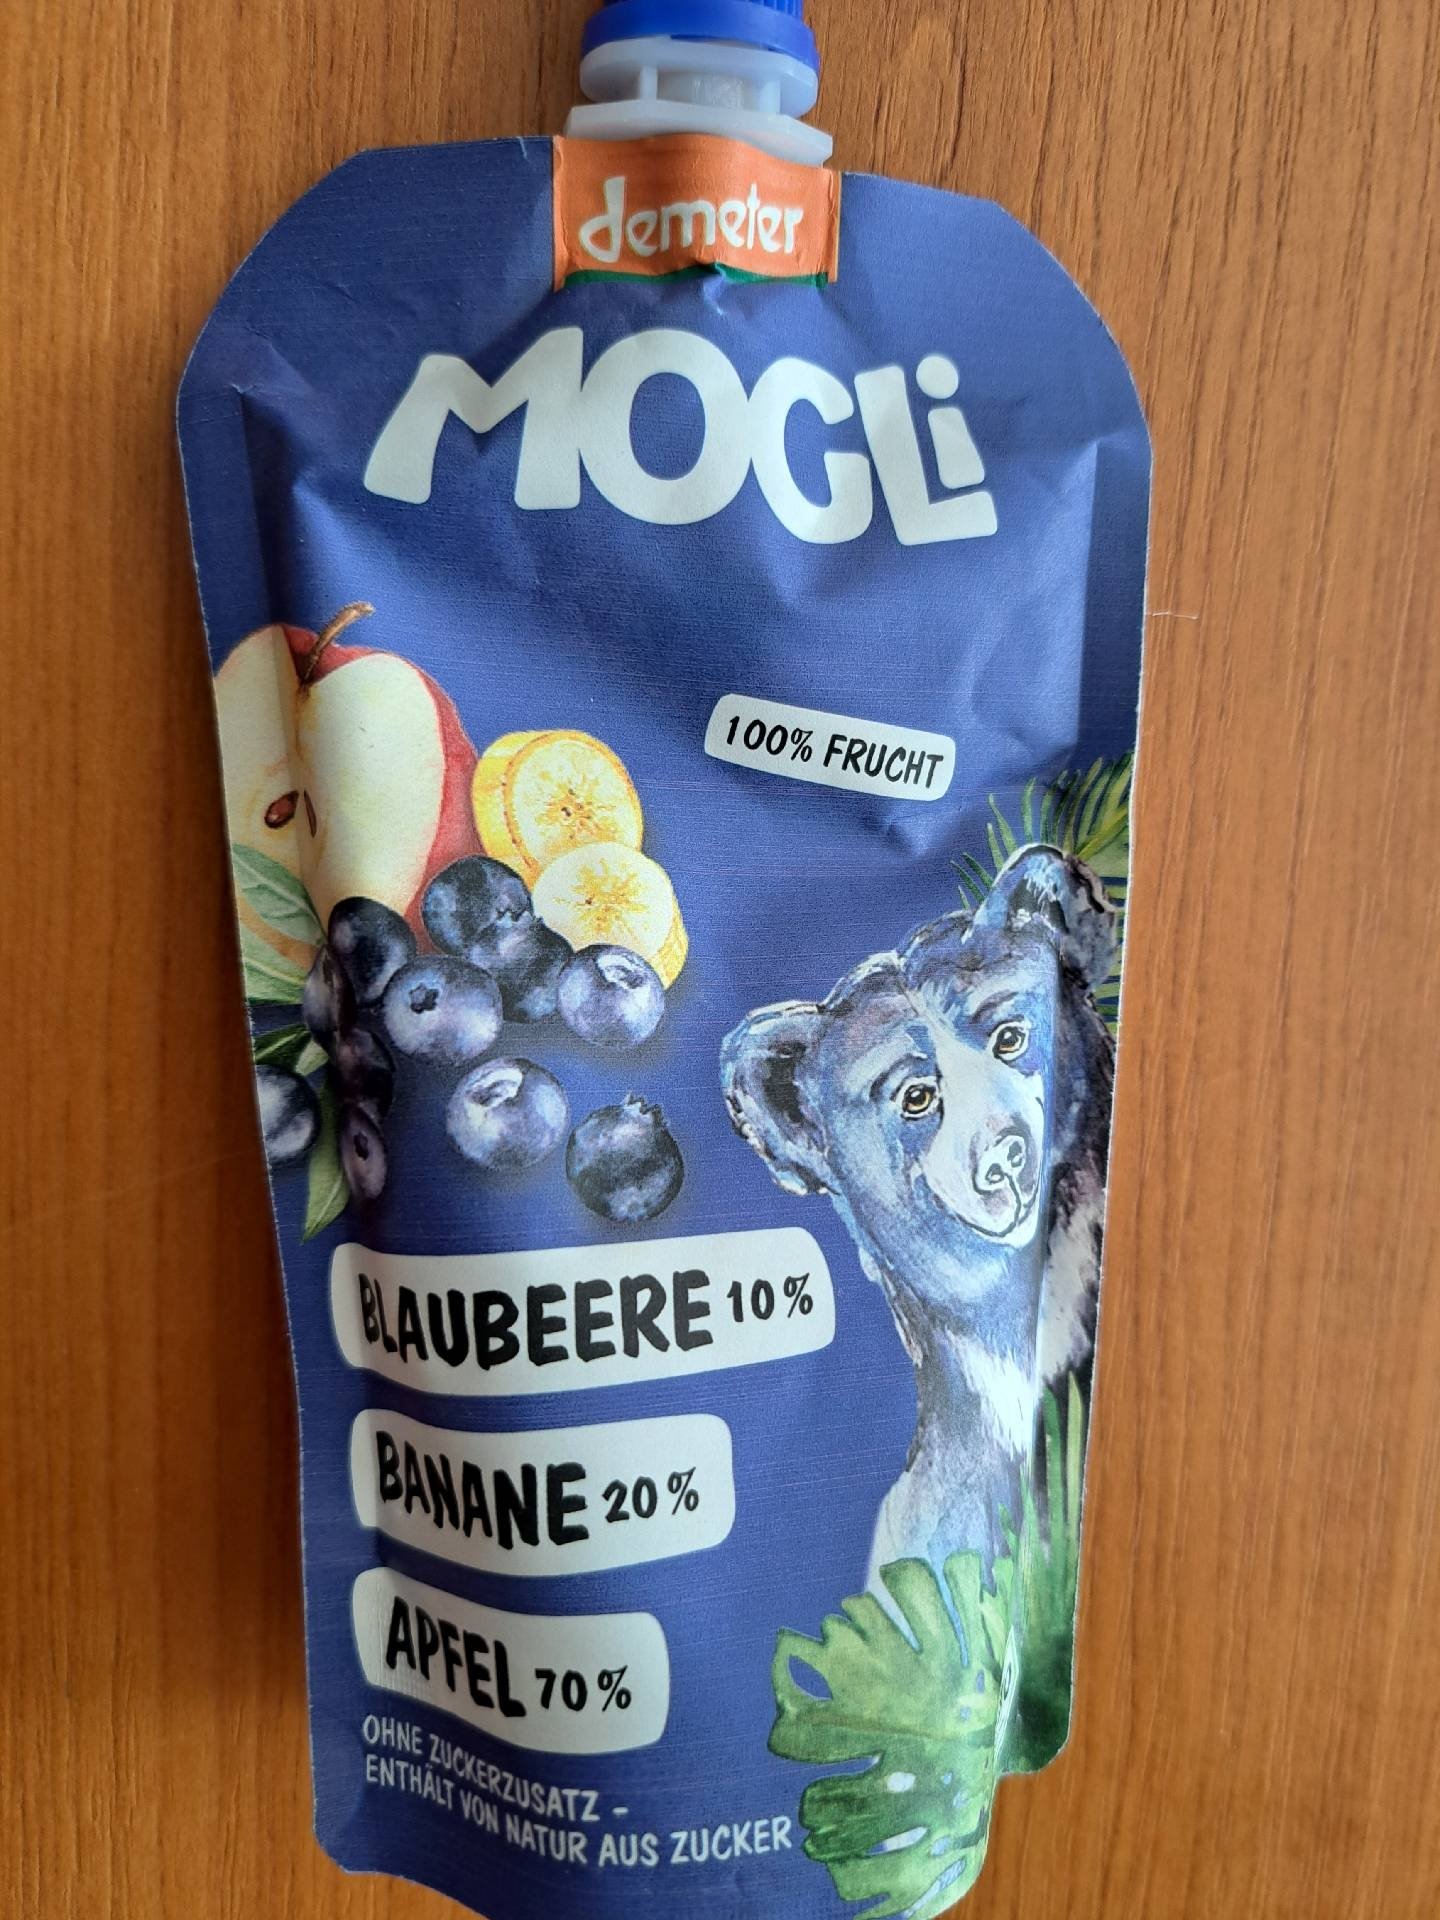 demeter
MOGLi
100% FRUCHT
BLAUBEERE 10%
BANANE 20%
APFEL 70%
OHNE ZUCKERZUSATZ -
ENTHÄLT VON NATUR AUS ZUCKER